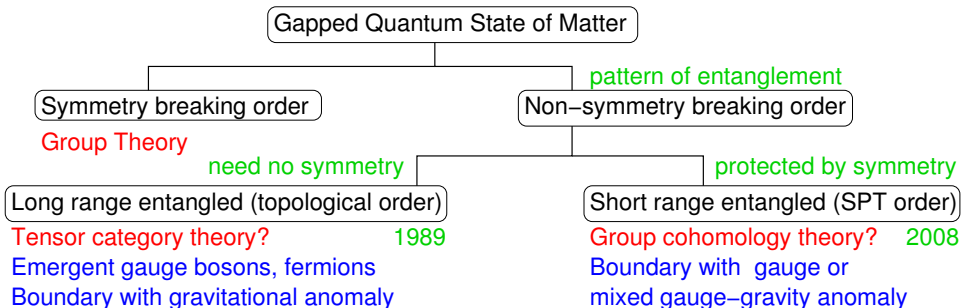 Gapped Quantum State of Matter
pattern of entanglement
Symmetry breaking order
Non−symmetry breaking order
Group Theory
need no symmetry
protected by symmetry
Long range entangled (topological order)
Short range entangled (SPT order)
Tensor category theory? 1989
Group cohomology theory? 2008
Emergent gauge bosons, fermions
Boundary with gauge or
Boundary with gravitational anomaly
mixed gauge−gravity anomaly